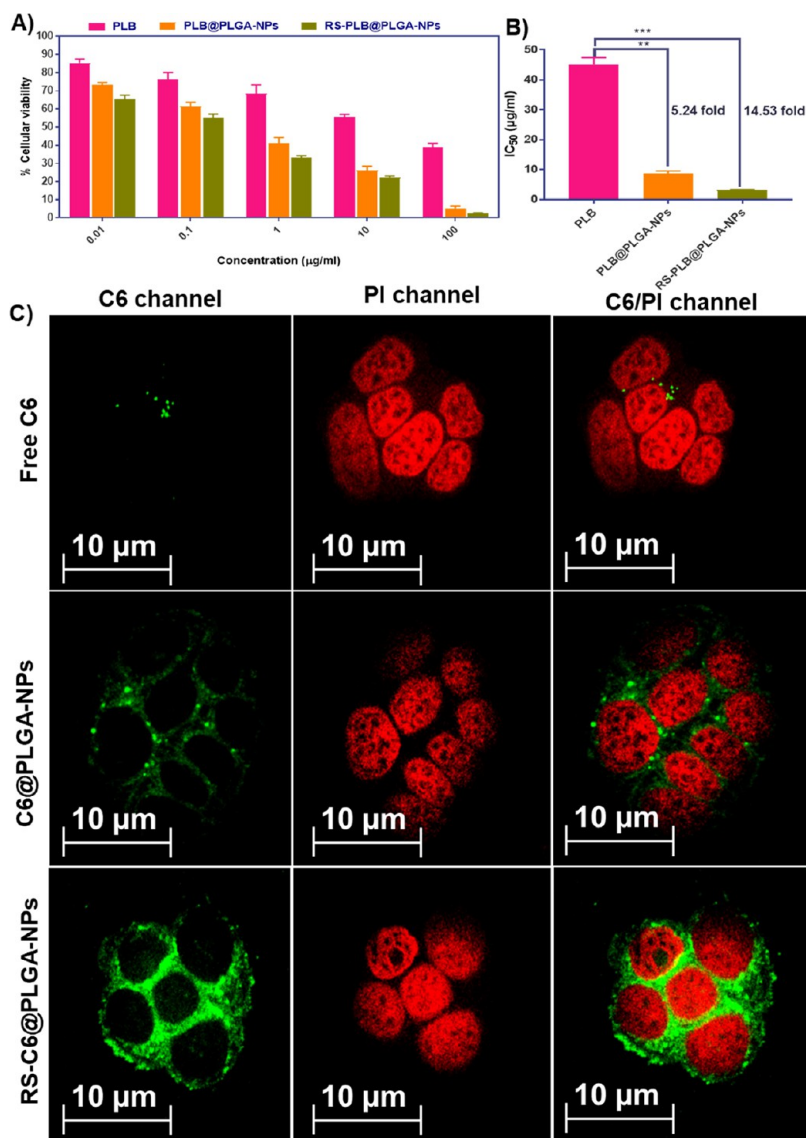 A)
PLB PLB@PLGA-NPs RS-PLB@PLGA-NPs
% Cellular viability
100
90
80
70
60
50
40
30
20
10
0
0.01 0.1 1 10 100
Concentration (µg/ml)
B)
***
**
IC50 (µg/ml)
50
40
30
20
10
0
5.24 fold
14.53 fold
PLB
PLB@PLGA-NPs
RS-PLB@PLGA-NPs
C)
C6 channel PI channel C6/PI channel
Free C6
10 µm 10 µm 10 µm
C6@PLGA-NPs
10 µm 10 µm 10 µm
RS-C6@PLGA-NPs
10 µm 10 µm 10 µm